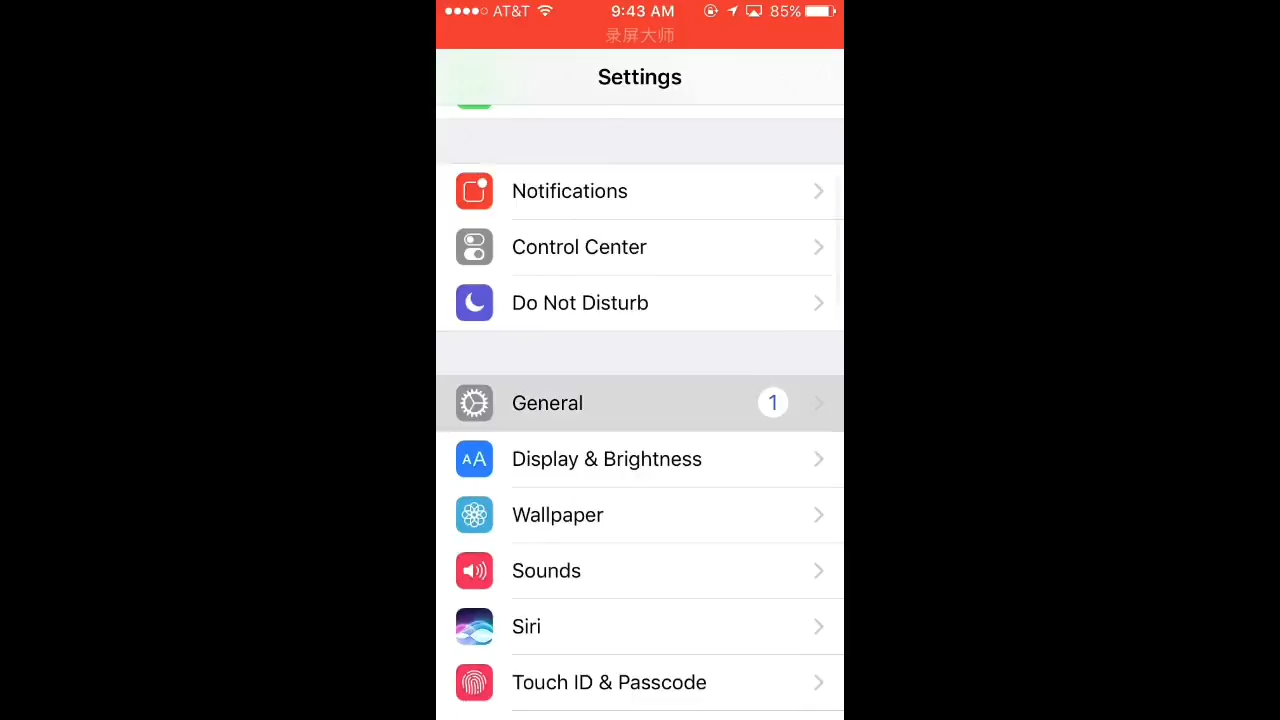 AT&T 9:43 AM 85%
录屏大师
Settings
Notifications
Control Center
Do Not Disturb
General 1
Display & Brightness
AA
Wallpaper
Sounds
Siri
Touch ID & Passcode